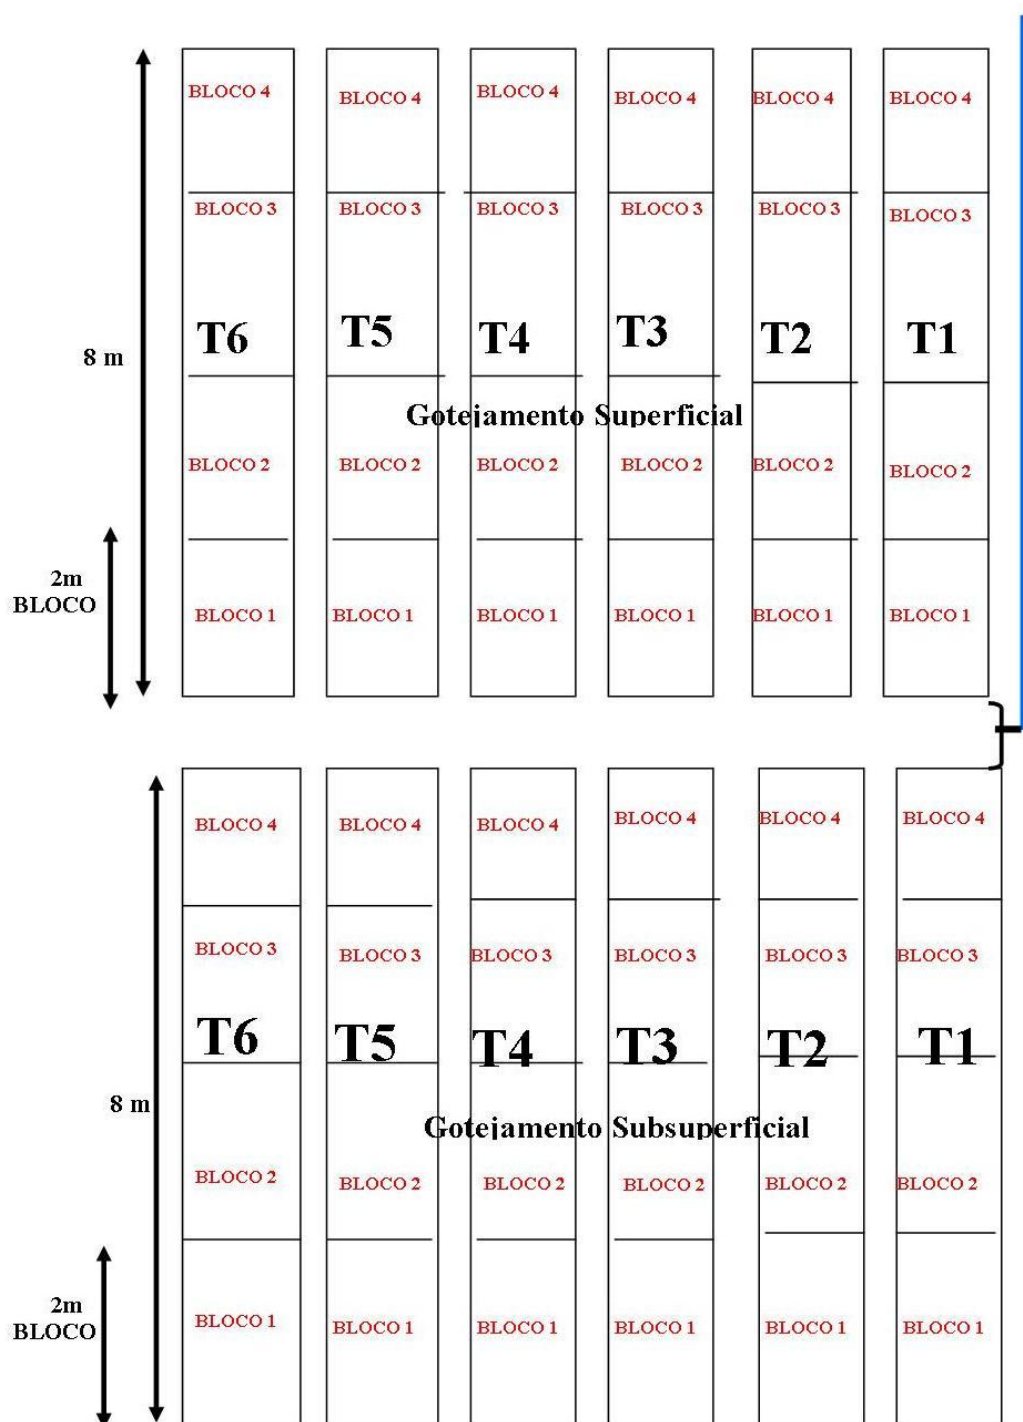 BLOCO 4 BLOCO 4 BLOCO 4 BLOCO 4 BLOCO 4 BLOCO 4
BLOCO 3 BLOCO 3 BLOCO 3 BLOCO 3 BLOCO 3 BLOCO 3
T6 T5 T4 T3 T2 T1
8 m
Gotejamento Superficial
BLOCO 2 BLOCO 2 BLOCO 2 BLOCO 2 BLOCO 2 BLOCO 2
2m
BLOCO
BLOCO 1 BLOCO 1 BLOCO 1 BLOCO 1 BLOCO 1 BLOCO 1
BLOCO 4 BLOCO 4 BLOCO 4 BLOCO 4 BLOCO 4 BLOCO 4
BLOCO 3 BLOCO 3 BLOCO 3 BLOCO 3 BLOCO 3 BLOCO 3
T6 T5 T4 T3 T2 T1
8 m
Gotejamento Subsuperficial
BLOCO 2 BLOCO 2 BLOCO 2 BLOCO 2 BLOCO 2 BLOCO 2
2m
BLOCO
BLOCO 1 BLOCO 1 BLOCO 1 BLOCO 1 BLOCO 1 BLOCO 1